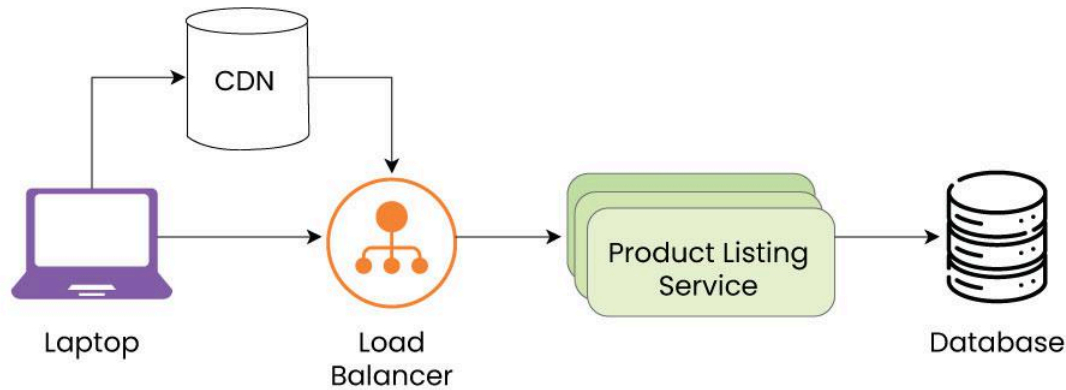 CDN
Product Listing
Service
Laptop
Load
Balancer
Database